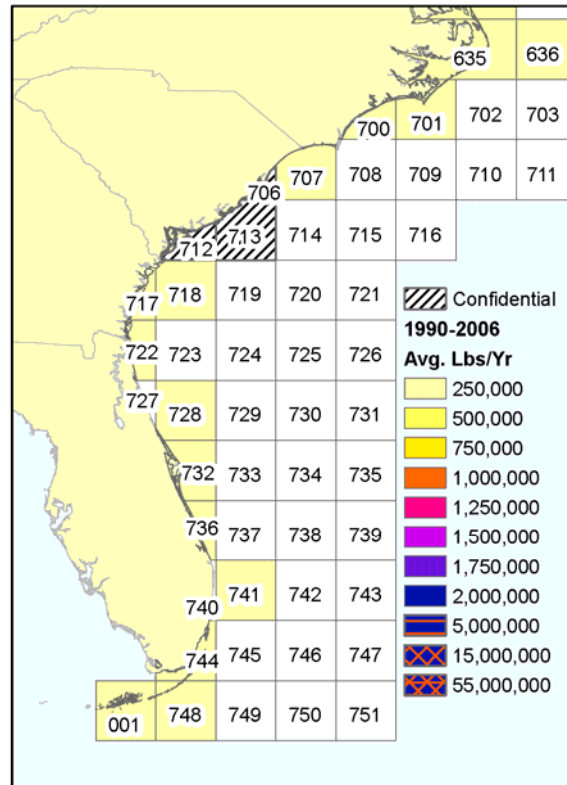 635 636
700 701 702 703
706 707 708 709 710 711
712 713 714 715 716
717 718 719 720 721
Confidential
1990-2006
Avg. Lbs/Yr
722 723 724 725 726
250,000
500,000
727 728 729 730 731
750,000
1,000,000
732 733 734 735
1,250,000
1,500,000
736 737 738 739
1,750,000
2,000,000
740 741 742 743
5,000,000
15,000,000
744 745 746 747
55,000,000
001 748 749 750 751